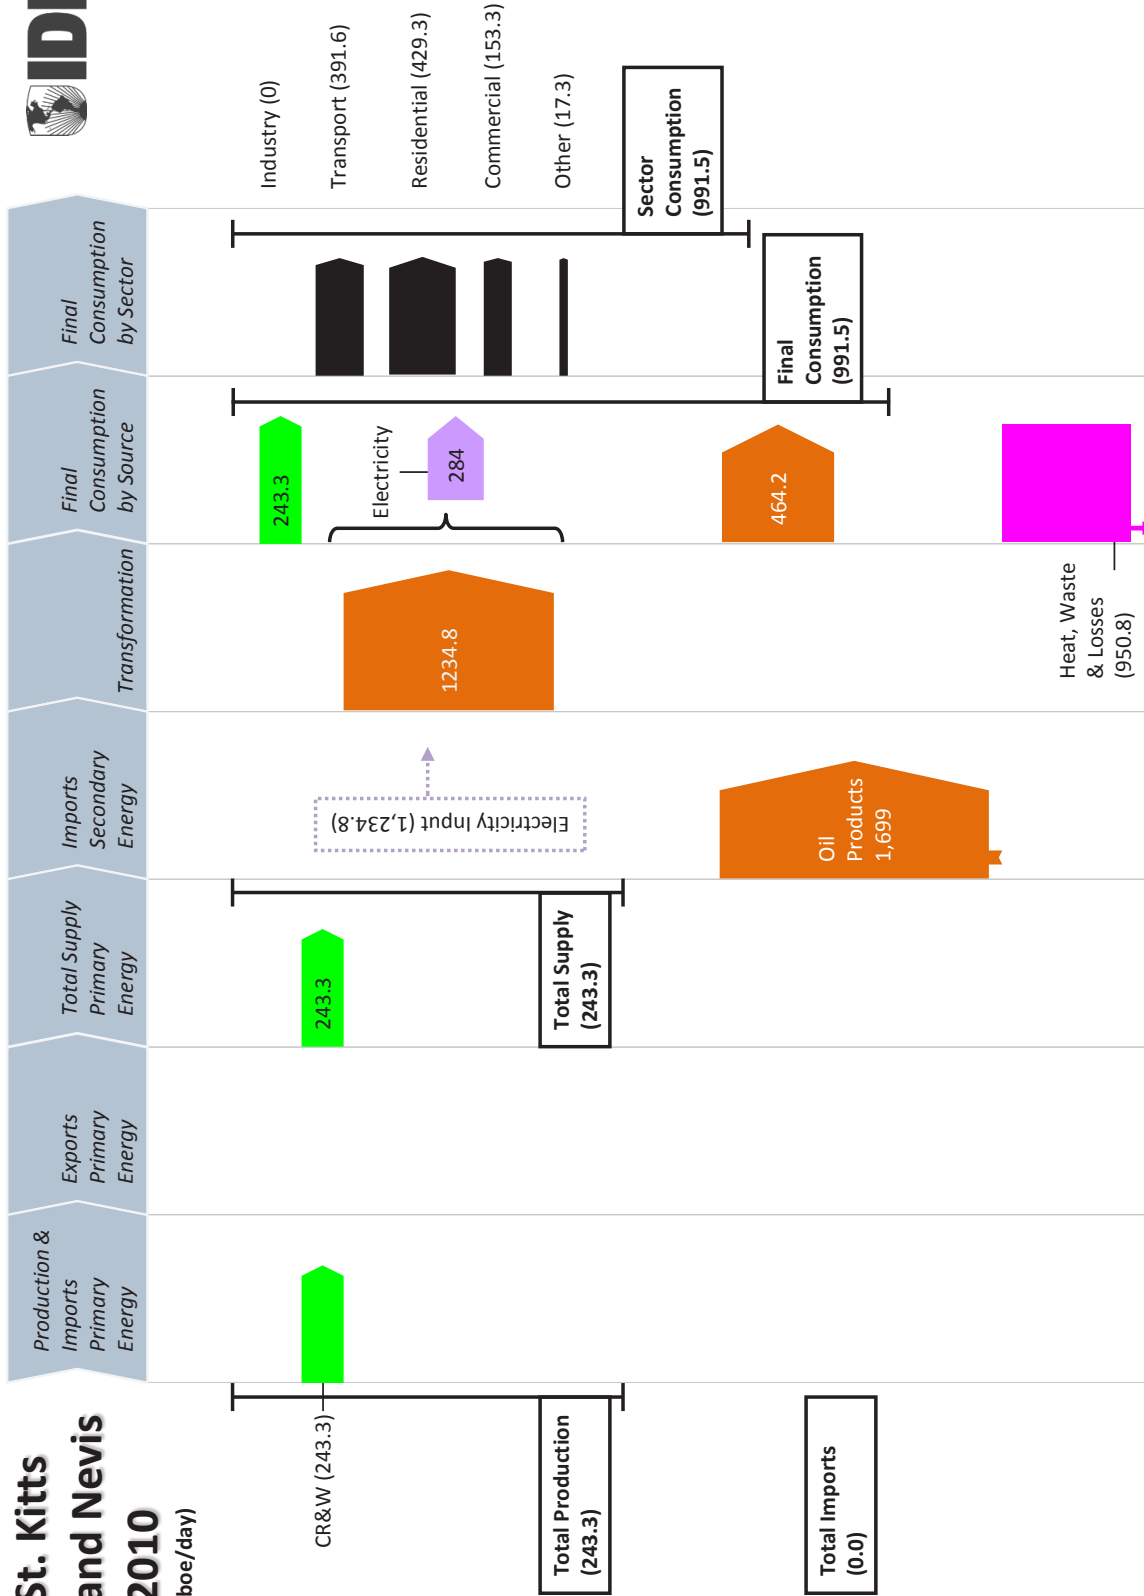 St. Kitts
and Nevis
2010
boe/day)
IDB
Production &
Imports
Primary
Energy
Exports
Primary
Energy
Total Supply
Primary
Energy
Imports
Secondary
Energy
Transformation
Final
Consumption
by Source
Final
Consumption
by Sector
CR&W (243.3)
Total Production
(243.3)
Total Imports
(0.0)
243.3
Total Supply
(243.3)
Electricity Input (1,234.8)
Oil
Products
1,699
1234.8
243.3
Electricity
284
464.2
Heat, Waste
& Losses
(950.8)
Final
Consumption
(991.5)
Industry (0)
Transport (391.6)
Residential (429.3)
Commercial (153.3)
Other (17.3)
Sector
Consumption
(991.5)